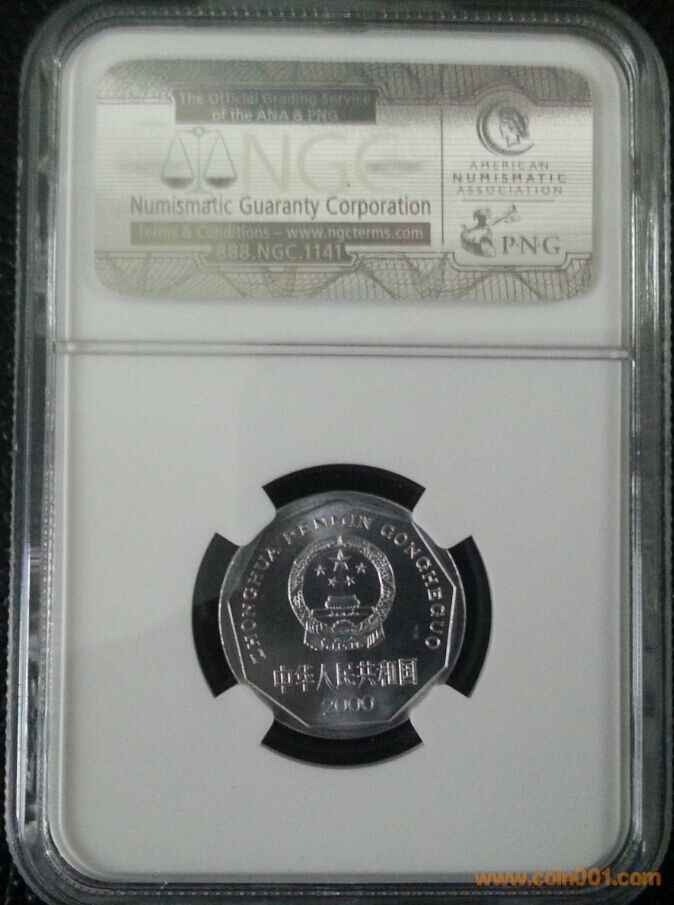 The Official Grading Service
of the ANA & PNG
NGC
Numismatic Guaranty Corporation
Terms & Conditions – www.ngcterms.com
888.NGC.1141
AMERICAN
NUMISMATIC
ASSOCIATION
PNG
ZHONGHUA RENMIN GONGHEGUO
中华人民共和国
2000
www.coin001.com